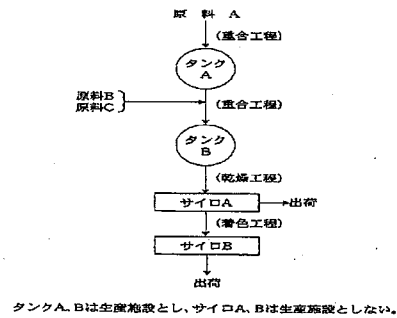 原料A
(重合工程)
タンク
A
原料B
原料C
(重合工程)
タンク
B
(乾燥工程)
サイロA
出荷
(着色工程)
サイロB
出荷
タンクA、Bは生産施設とし、サイロA、Bは生産施設としない。